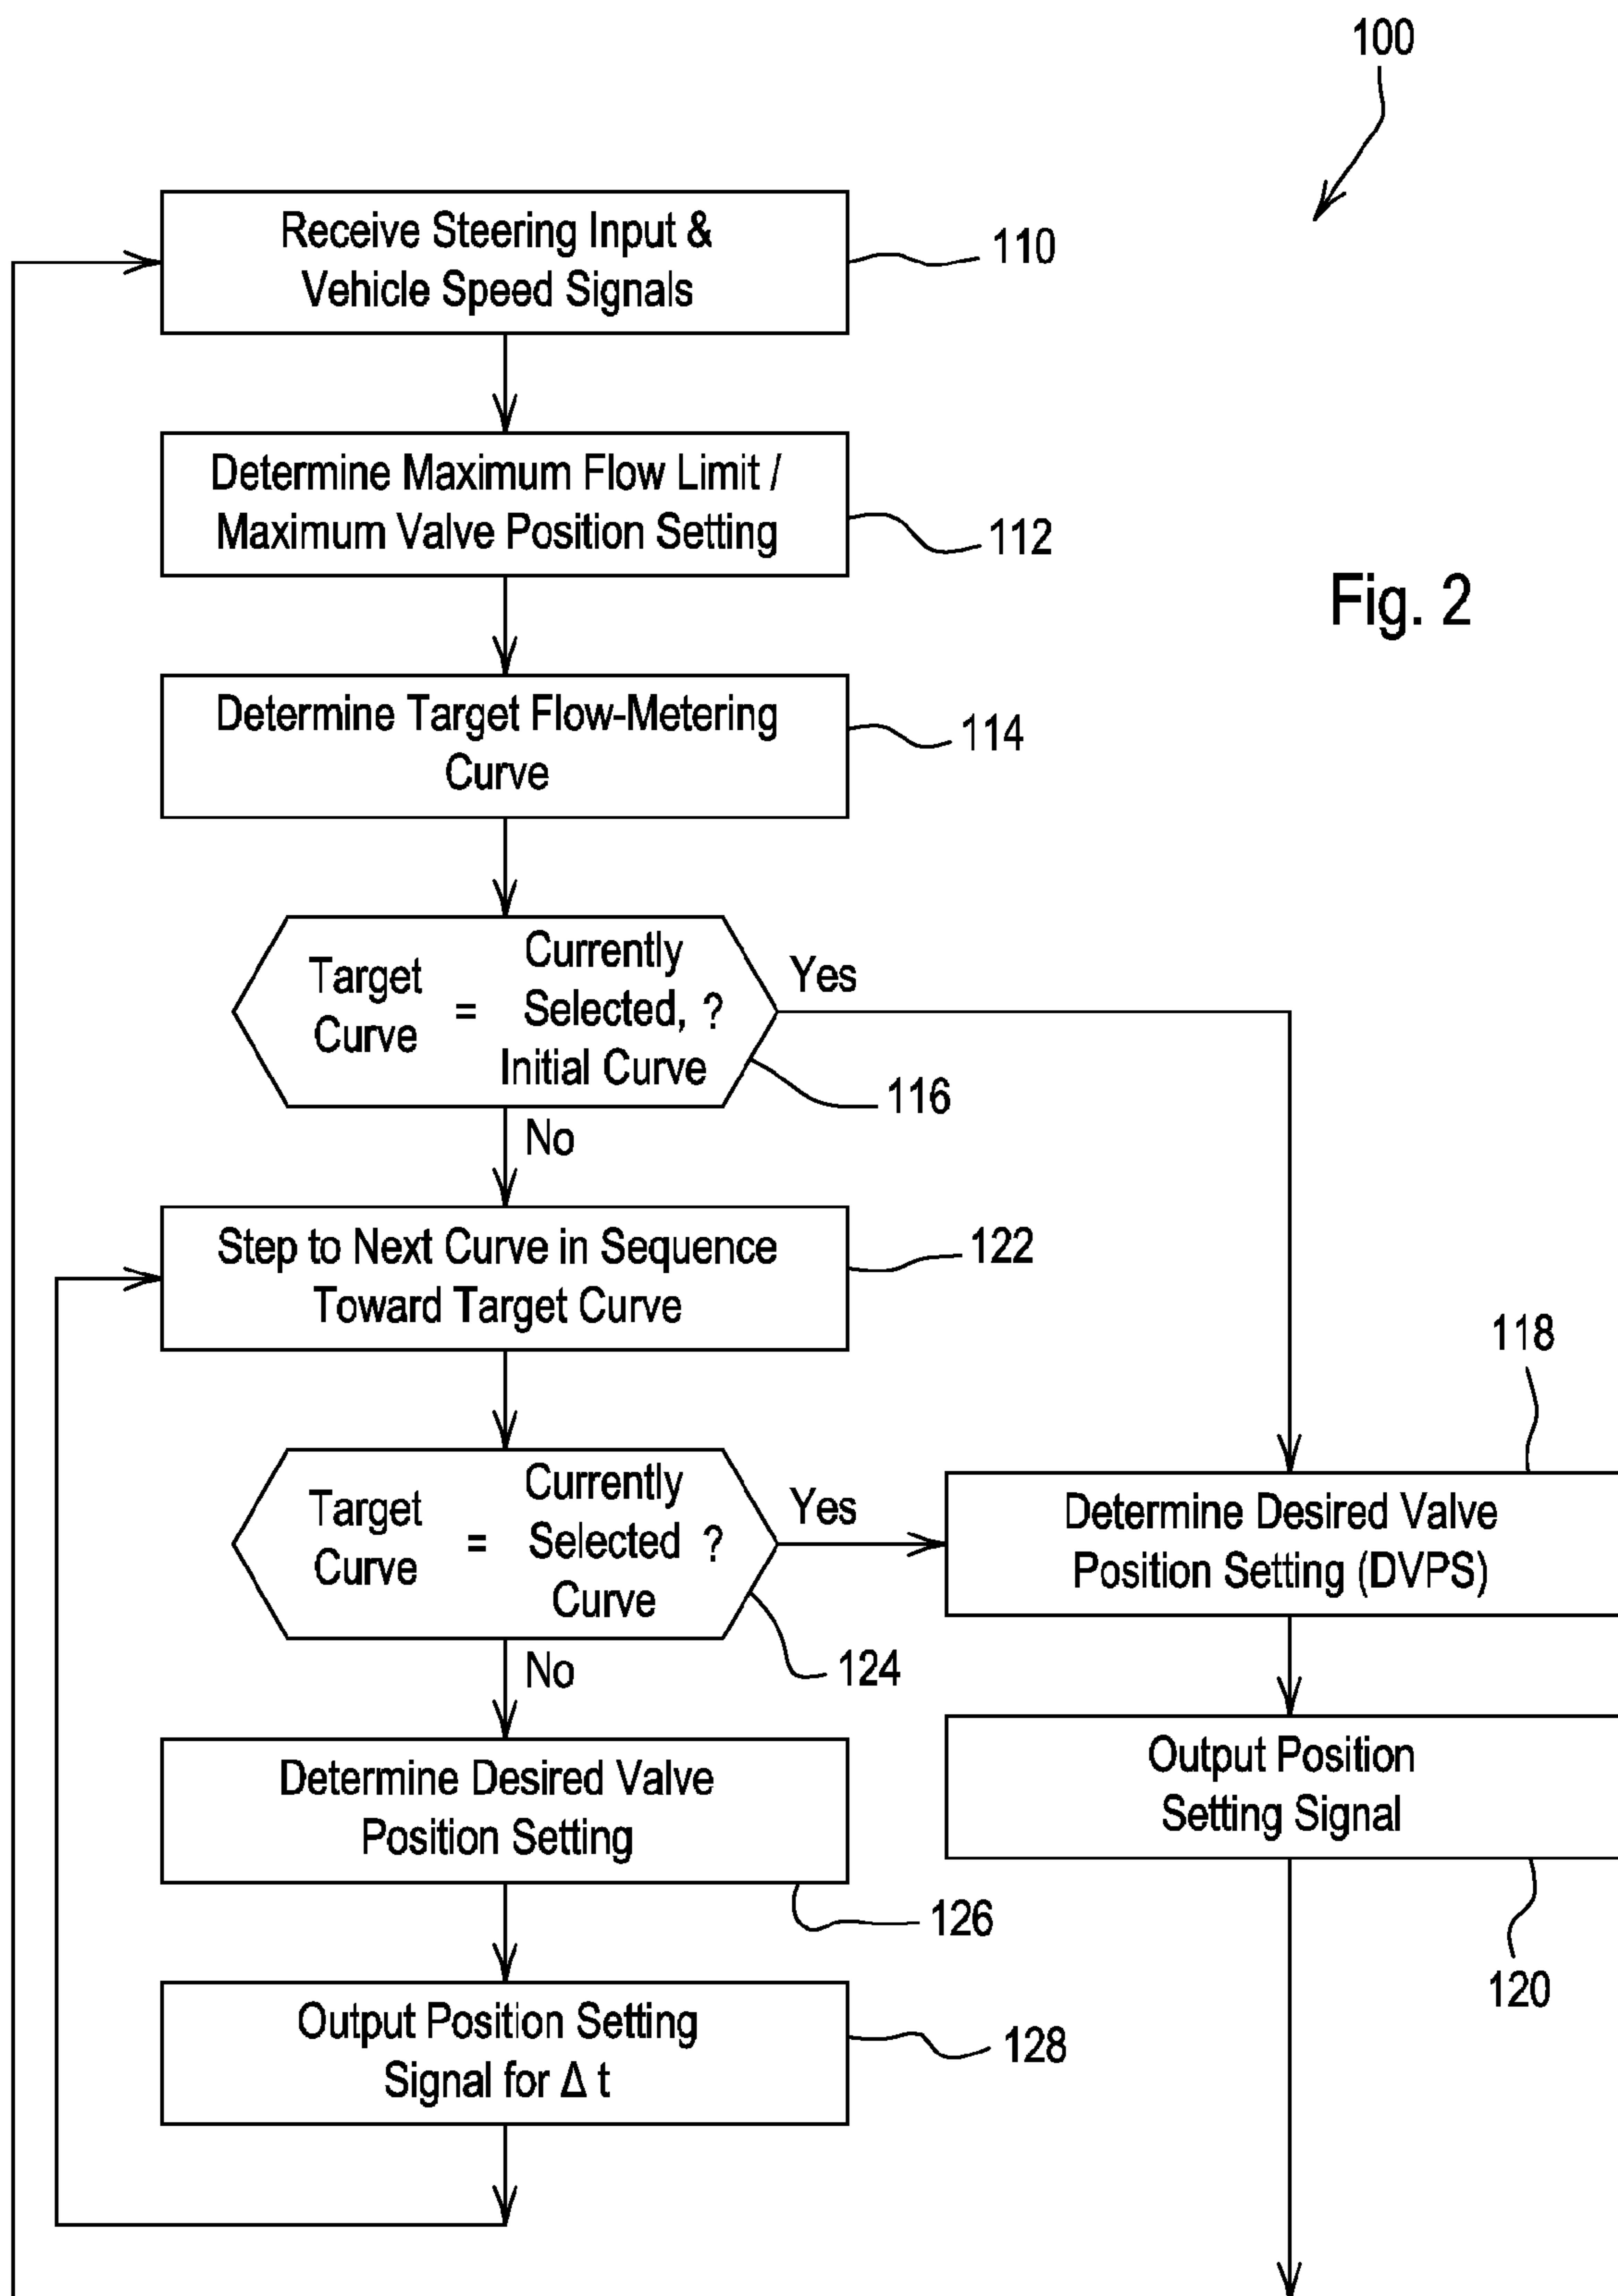 100
Receive Steering Input &
Vehicle Speed Signals
110
Determine Maximum Flow Limit /
Maximum Valve Position Setting
112
Fig. 2
Determine Target Flow-Metering
Curve
114
Target
Curve
=
Currently
Selected,
Initial Curve
?
Yes
116
No
Step to Next Curve in Sequence
Toward Target Curve
122
Target
Curve
=
Currently
Selected
Curve
?
Yes
124
No
118
Determine Desired Valve
Position Setting (DVPS)
Output Position
Setting Signal
120
Determine Desired Valve
Position Setting
126
Output Position Setting
Signal for Δ t
128